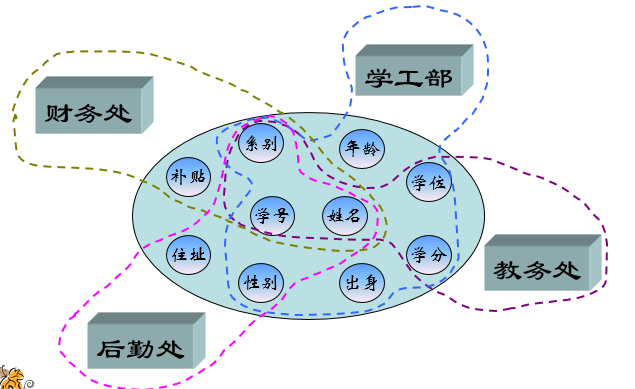 学工部
财务处
系别
年龄
补贴
学位
学号
姓名
住址
学分
教务处
性别
出身
后勤处